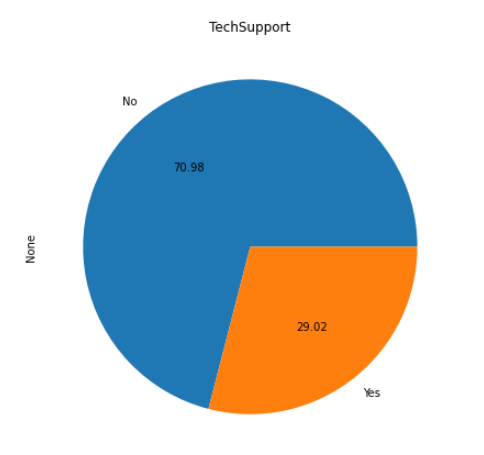 TechSupport
No
70.98
None
29.02
Yes